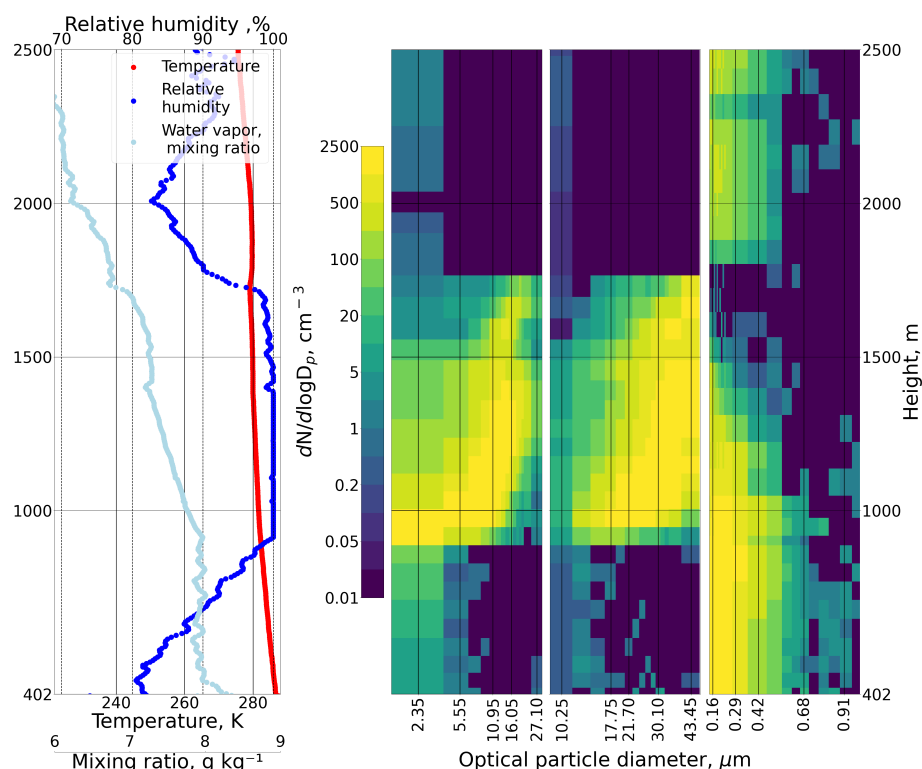 Relative humidity ,%
70 80 90 100
2500
2000
1500
1000
402
Temperature
Relative
humidity
Water vapor,
mixing ratio
240 260 280
Temperature, K
6 7 8 9
Mixing ratio, g kg⁻¹
dN/dlogDₚ, cm⁻³
2500
500
100
20
5
1
0.2
0.05
0.01
2.35 5.55 10.95 16.05 27.10
10.25 17.75 21.70 30.10 43.45
0.16 0.29 0.42 0.68 0.91
Optical particle diameter, μm
2500
2000
1500
1000
402
Height, m